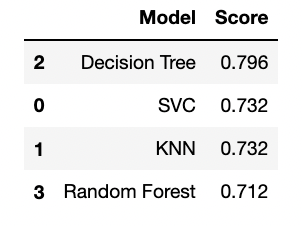 Model Score
2 Decision Tree 0.796
0 SVC 0.732
1 KNN 0.732
3 Random Forest 0.712